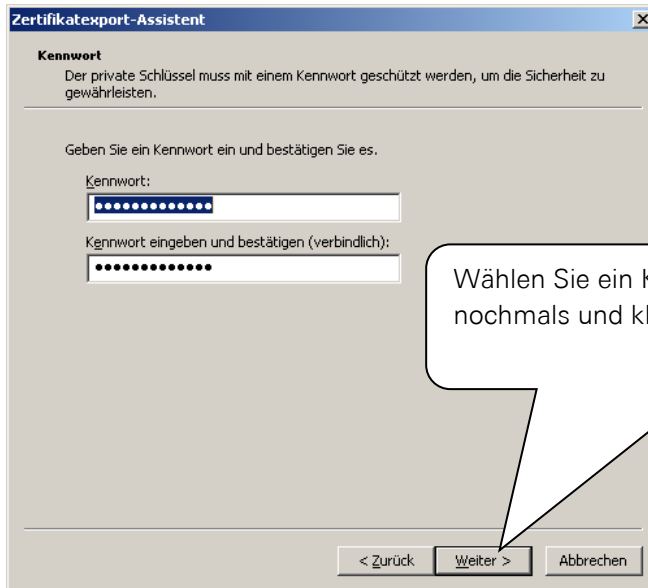 Zertifikatexport-Assistent
Kennwort
Der private Schlüssel muss mit einem Kennwort geschützt werden, um die Sicherheit zu
gewährleisten.
Geben Sie ein Kennwort ein und bestätigen Sie es.
Kennwort:
●●●●●●●●●●●●●
Kennwort eingeben und bestätigen (verbindlich):
●●●●●●●●●●●●●
Wählen Sie ein
nochmals und
< Zurück
Weiter >
Abbrechen